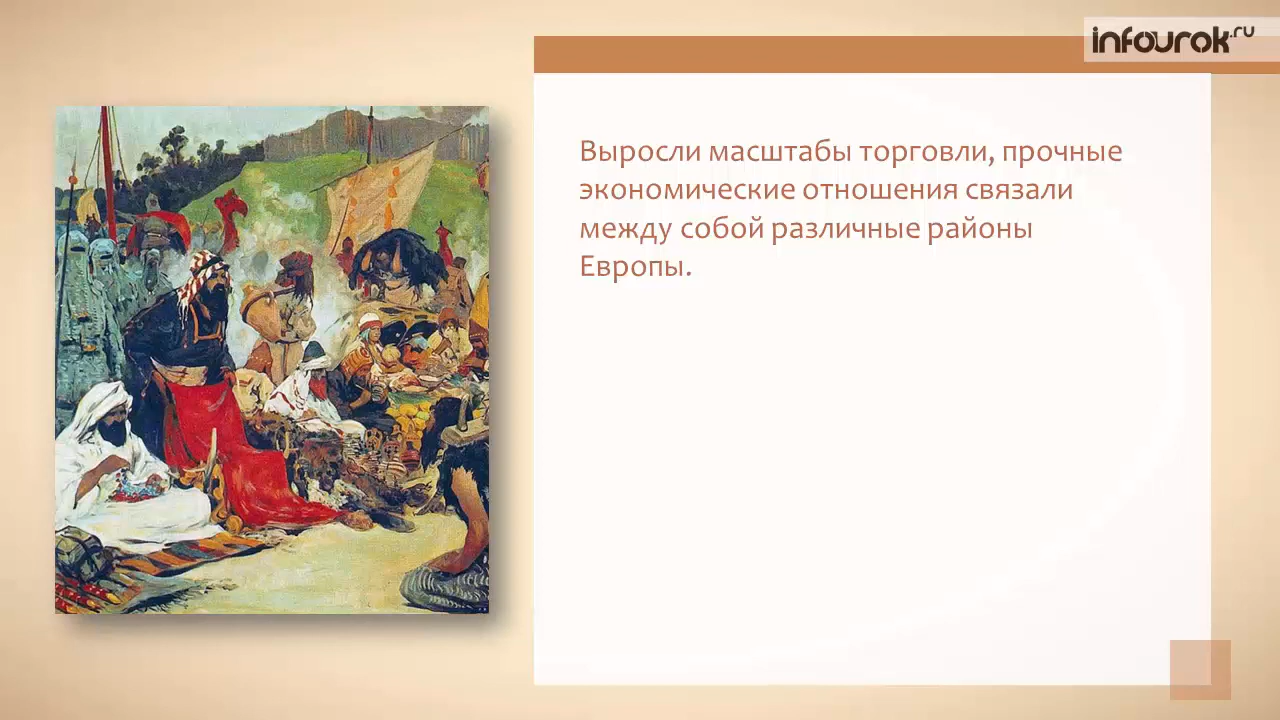 infourok.ru
Выросли масштабы торговли, прочные
экономические отношения связали
между собой различные районы
Европы.